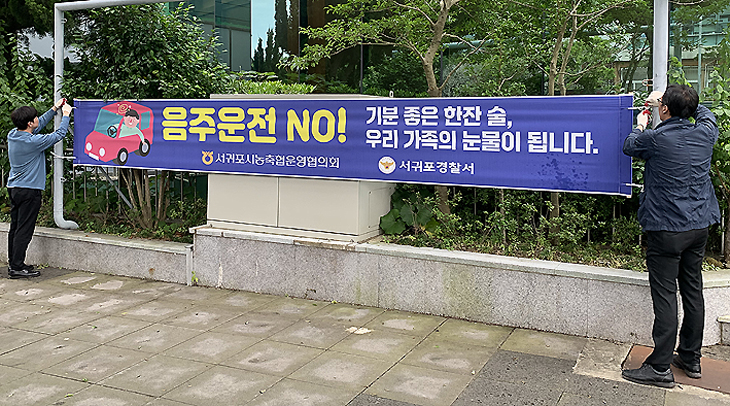 음주운전 NO!
기분 좋은 한잔 술,
우리 가족의 눈물이 됩니다.
서귀포시농축협운영협의회
서귀포경찰서